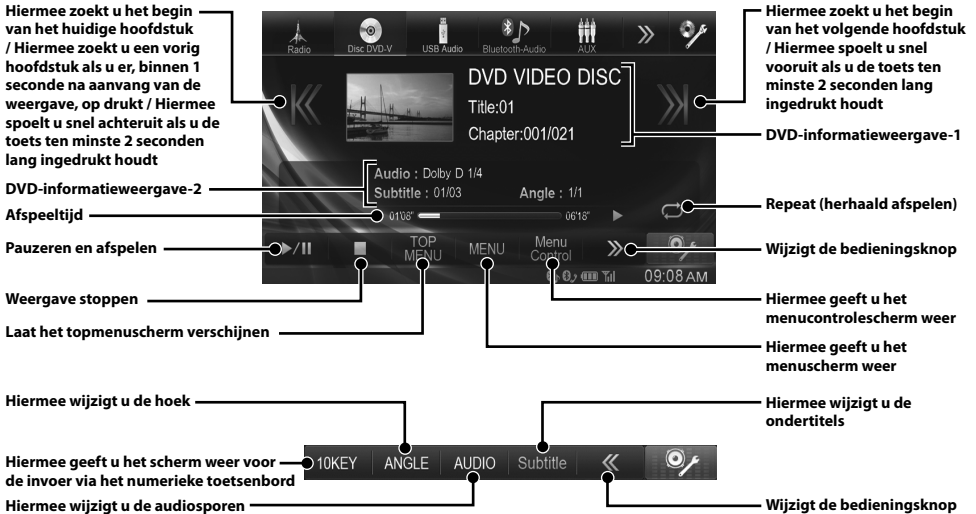 Hiermee zoekt u het begin
van het huidige hoofdstuk
/ Hiermee zoekt u een vorig
hoofdstuk als u er, binnen 1
seconde na aanvang van de
weergave, op drukt / Hiermee
spoelt u snel achteruit als u de
toets ten minste 2 seconden
lang ingedrukt houdt
DVD-informatieweergave-2
Afspeeltijd
Pauzeren en afspelen
Weergave stoppen
Laat het topmenuscherm verschijnen
Radio
Disc DVD-V
USB Audio
Bluetooth-Audio
AUX
DVD VIDEO DISC
Title:01
Chapter:001/021
Audio : Dolby D 1/4
Subtitle : 01/03 Angle : 1/1
01'08" 06'18"
TOP
MENU
MENU
Menu
Control
09:08 AM
Hiermee zoekt u het begin
van het volgende hoofdstuk
/ Hiermee spoelt u snel
vooruit als u de toets ten
minste 2 seconden lang
ingedrukt houdt
DVD-informatieweergave-1
Repeat (herhaald afspelen)
Wijzigt de bedieningsknop
Hiermee geeft u het
menucontrolescherm weer
Hiermee geeft u het
menuscherm weer
Hiermee wijzigt u de hoek
Hiermee geeft u het scherm weer voor
de invoer via het numerieke toetsenbord
Hiermee wijzigt u de audiosporen
10KEY ANGLE AUDIO Subtitle
Hiermee wijzigt u de
ondertitels
Wijzigt de bedieningsknop